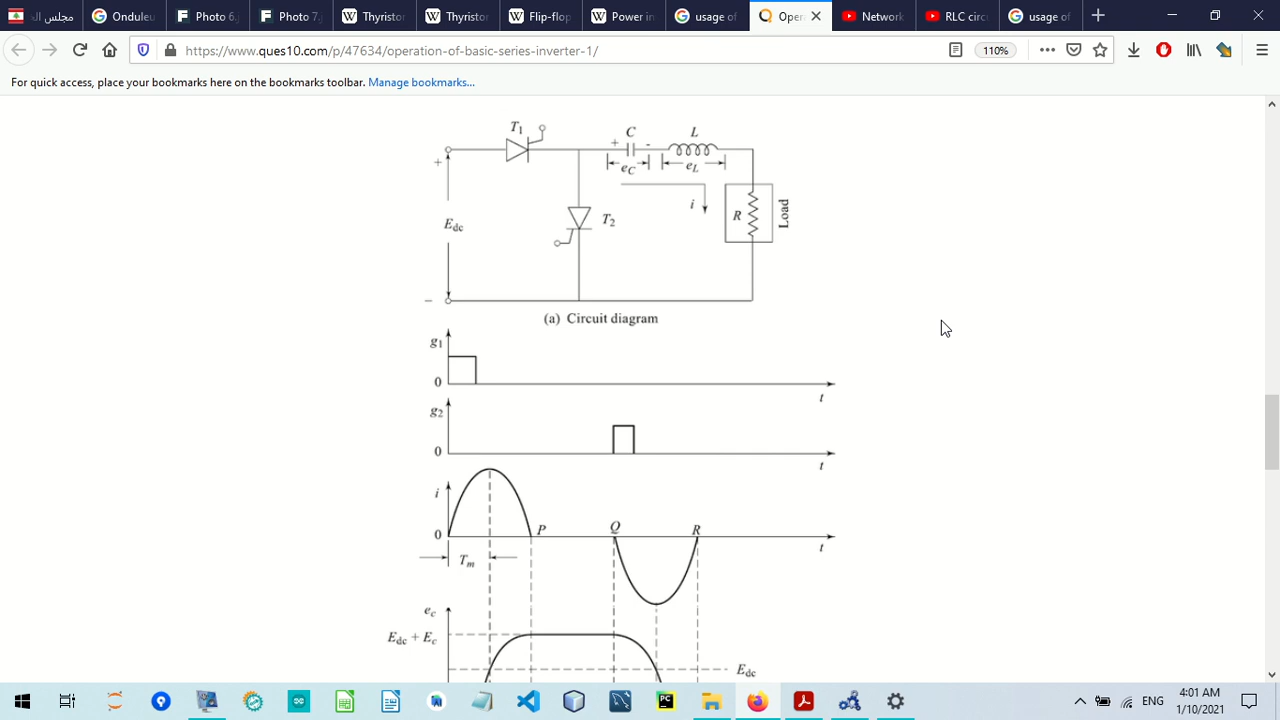 مجلس الا
Onduleu
Photo 6.
Photo 7.
Thyristor
Thyristor
Flip-flop
Power in
usage of
Oper
Network
RLC circ
usage of
https://www.ques10.com/p/47634/operation-of-basic-series-inverter-1/
110%
For quick access, place your bookmarks here on the bookmarks toolbar. Manage bookmarks...
T1
+ C -
L
+
eC
eL
i
R
Load
Edc
T2
−
(a) Circuit diagram
g1
0
t
g2
0
t
i
0
P
Q
R
t
Tm
ec
Edc + Ec
Edc
ENG
4:01 AM
1/10/2021